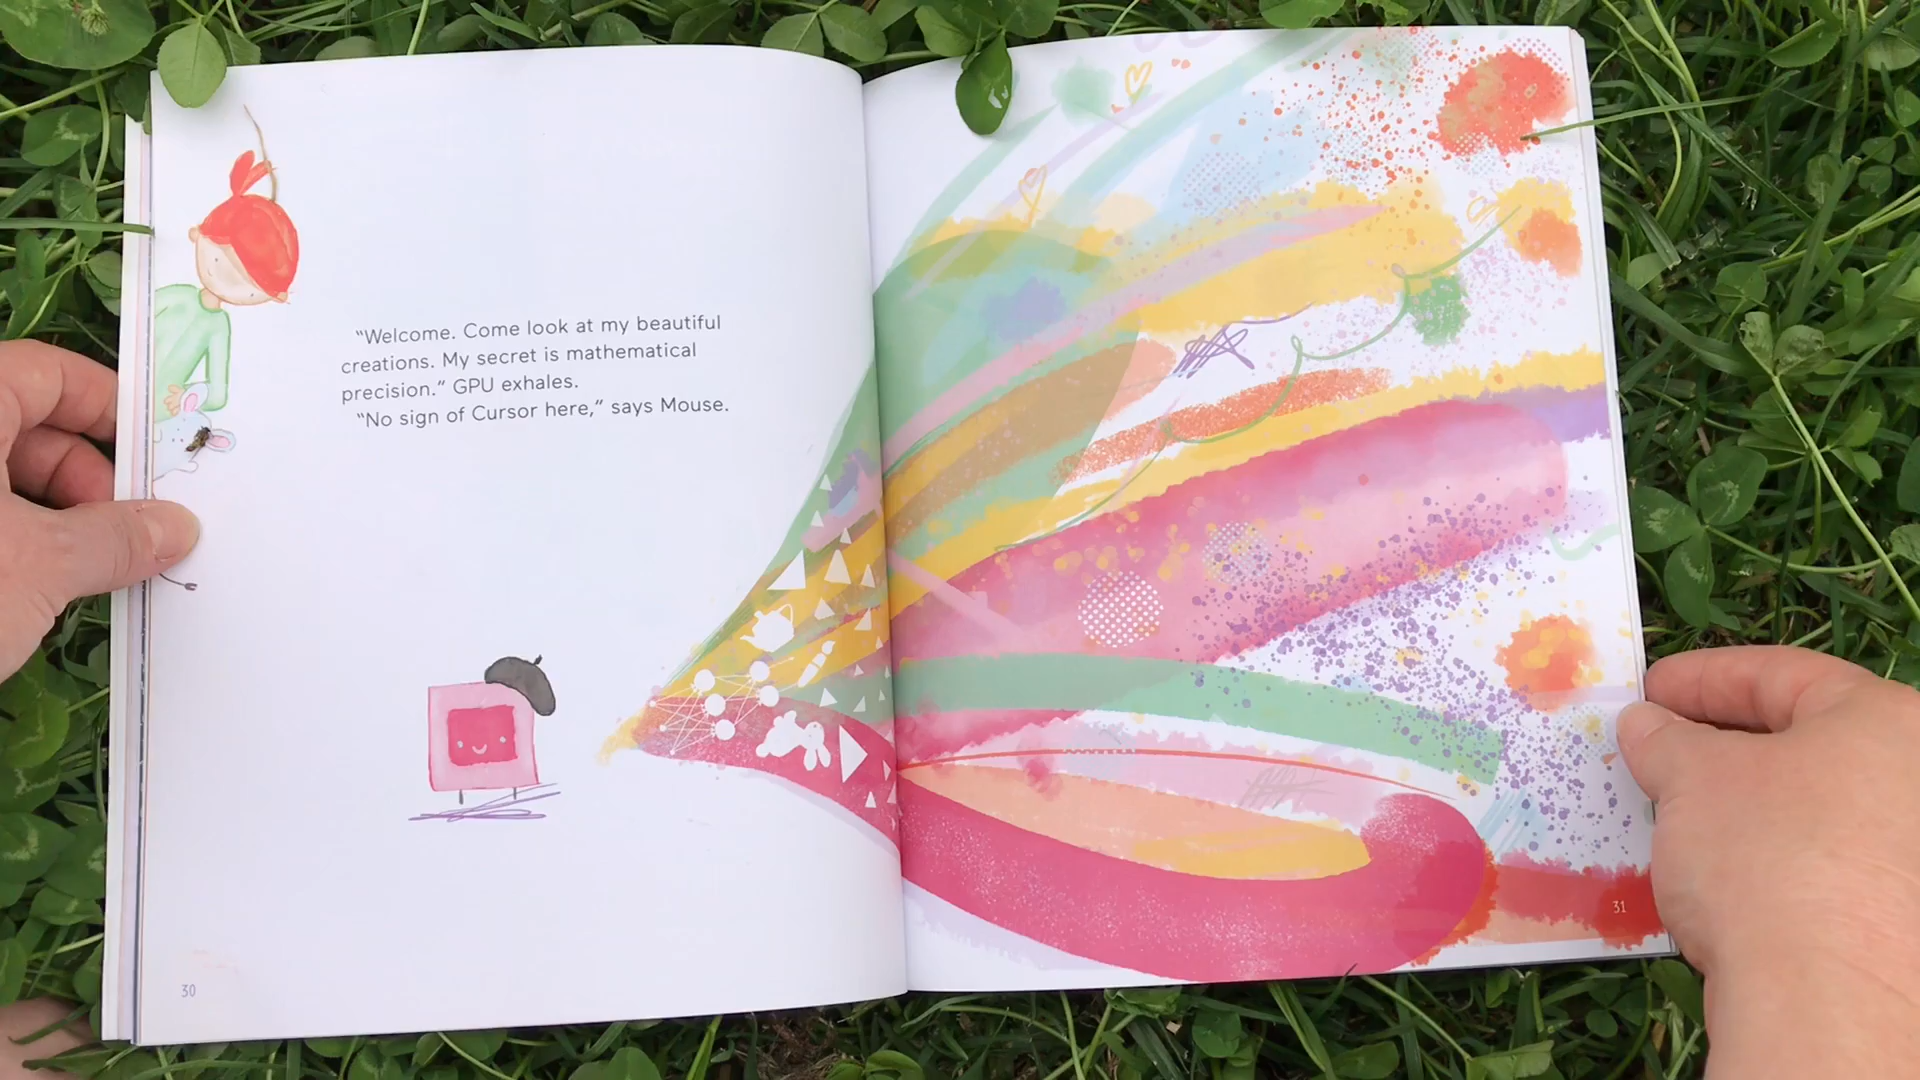 “Welcome. Come look at my beautiful
creations. My secret is mathematical
precision.” GPU exhales.
“No sign of Cursor here,” says Mouse.
30
31